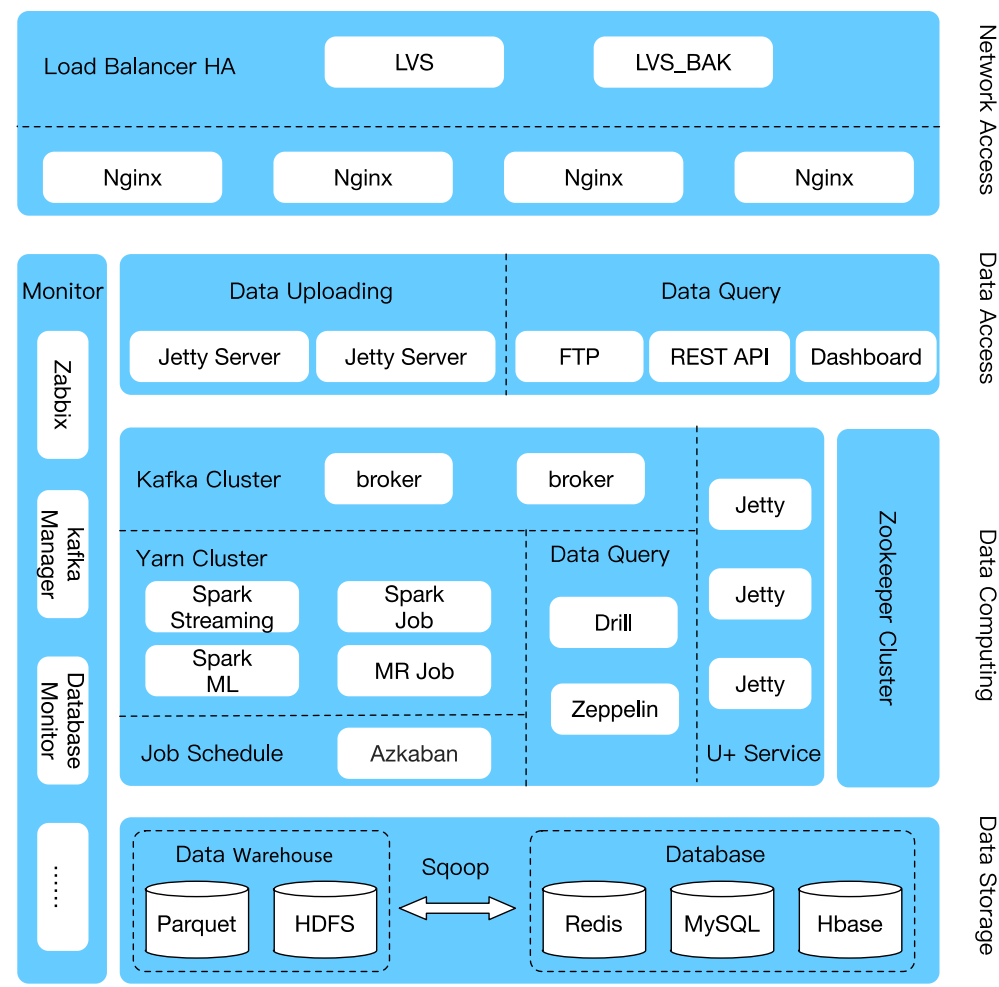 Load Balancer HA
LVS
LVS_BAK
Nginx
Nginx
Nginx
Nginx
Network Access
Monitor
Zabbix
kafka
Manager
Database
Monitor
......
Data Uploading
Jetty Server
Jetty Server
Data Query
FTP
REST API
Dashboard
Data Access
Kafka Cluster
broker
broker
Yarn Cluster
Spark
Streaming
Spark
Job
Spark
ML
MR Job
Job Schedule
Azkaban
Data Query
Drill
Zeppelin
Jetty
Jetty
Jetty
U+ Service
Zookeeper Cluster
Data Computing
Data Warehouse
Parquet
HDFS
Sqoop
Database
Redis
MySQL
Hbase
Data Storage